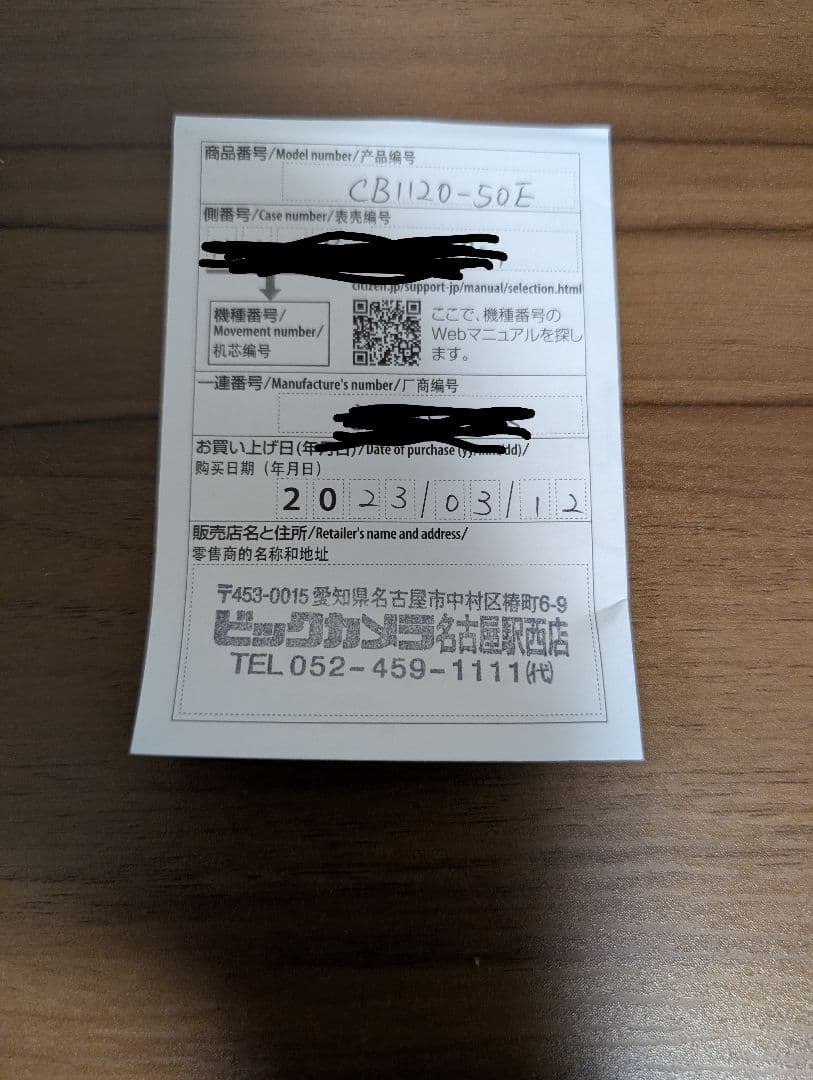 商品番号/Model number/产品编号
CB1120-50E
側番号/Case number/表壳编号
citizen.jp/support-jp/manual/selection.html
機種番号/
Movement number/
机芯编号
ここで、機種番号の
Webマニュアルを探し
ます。
一連番号/Manufacture's number/厂商编号
お買い上げ日(年月日)/Date of purchase (yy/mm/dd)/
购买日期（年月日）
2023/03/12
販売店名と住所/Retailer's name and address/
零售商的名称和地址
〒453-0015 愛知県名古屋市中村区椿町6-9
ビックカメラ名古屋駅西店
TEL 052-459-1111(代)